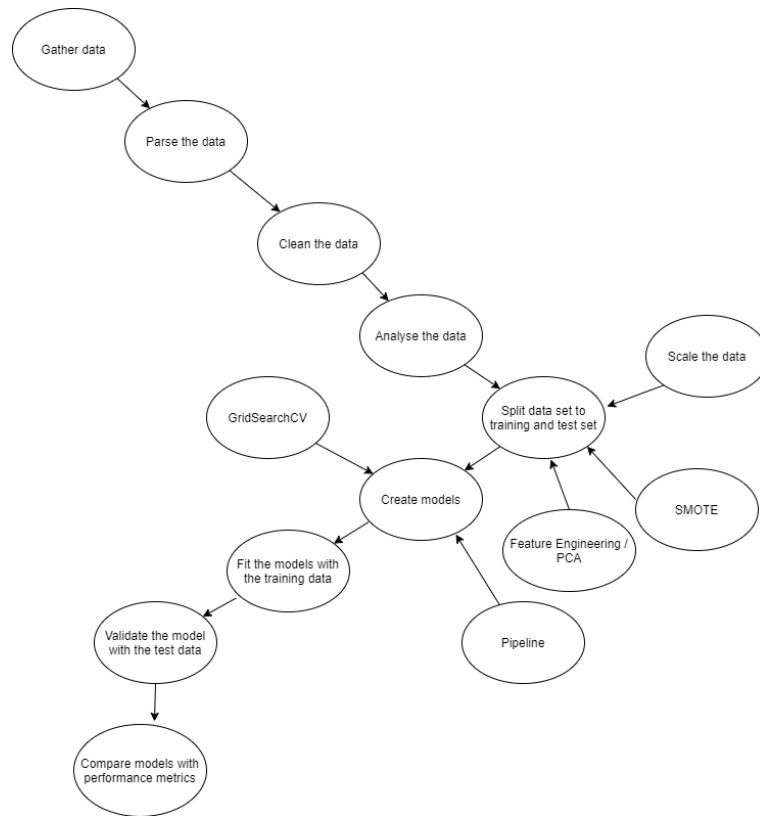 Gather data
Parse the data
Clean the data
Analyse the data
Scale the data
Split data set to
training and test set
GridSearchCV
Create models
SMOTE
Feature Engineering /
PCA
Fit the models with
the training data
Pipeline
Validate the model
with the test data
Compare models with
performance metrics